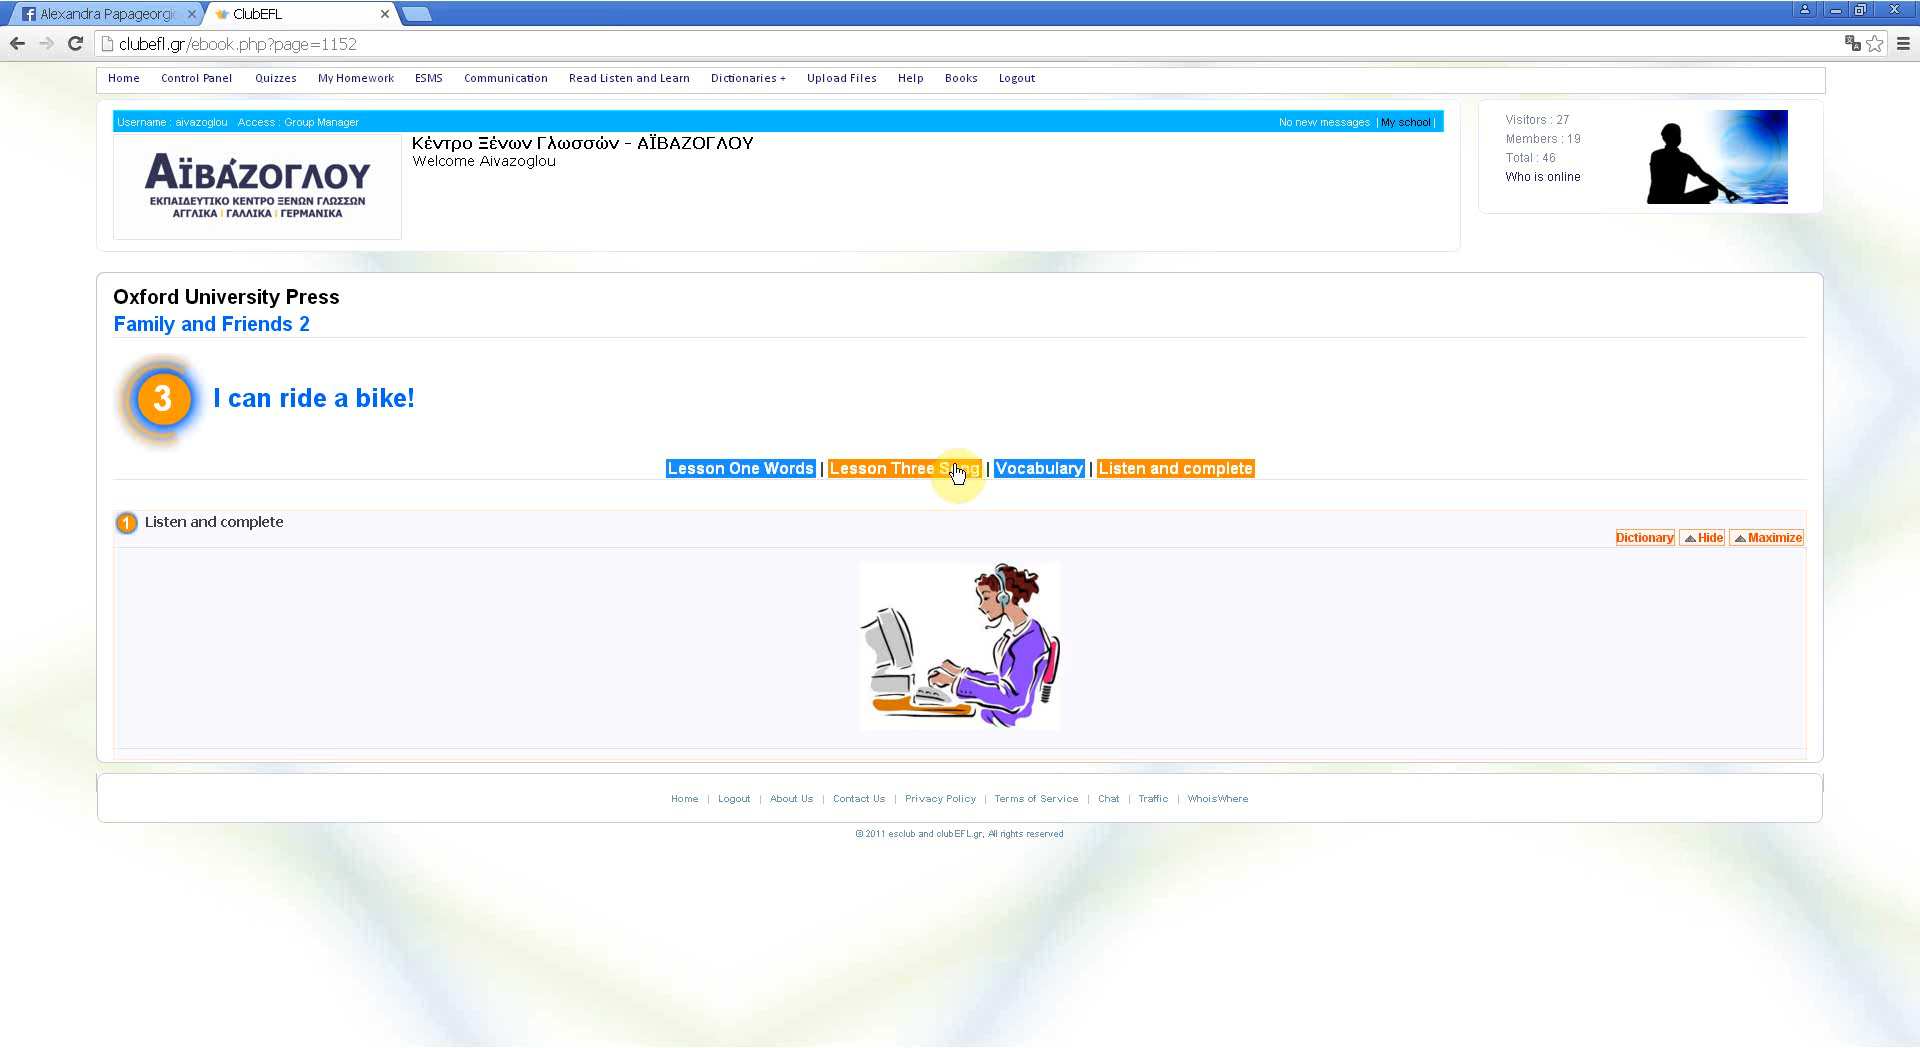 Alexandra Papageorgi
ClubEFL
clubefl.gr/ebook.php?page=1152
Home Control Panel Quizzes My Homework ESMS Communication Read Listen and Learn Dictionaries + Upload Files Help Books Logout
Username : aivazoglou Access : Group Manager No new messages | My school |
Κέντρο Ξένων Γλωσσών - ΑΪΒΑΖΟΓΛΟΥ
Welcome Aivazoglou
ΑΪΒΑΖΟΓΛΟΥ
ΕΚΠΑΙΔΕΥΤΙΚΟ ΚΕΝΤΡΟ ΞΕΝΩΝ ΓΛΩΣΣΩΝ
ΑΓΓΛΙΚΑ | ΓΑΛΛΙΚΑ | ΓΕΡΜΑΝΙΚΑ
Visitors : 27
Members : 19
Total : 46
Who is online
Oxford University Press
Family and Friends 2
3 I can ride a bike!
Lesson One Words | Lesson Three Song | Vocabulary | Listen and complete
1 Listen and complete
Dictionary Hide Maximize
Home | Logout | About Us | Contact Us | Privacy Policy | Terms of Service | Chat | Traffic | WhoisWhere
© 2011 esclub and clubEFL.gr, All rights reserved